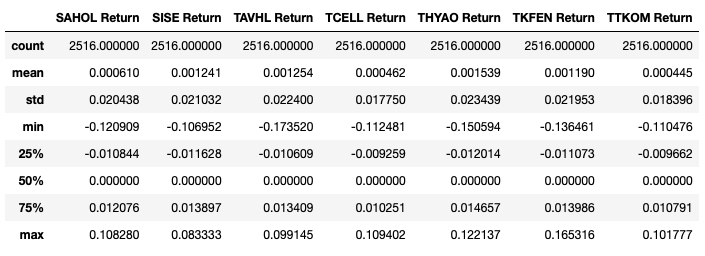 SAHOL Return SISE Return TAVHL Return TCELL Return THYAO Return TKFEN Return TTKOM Return
count 2516.000000 2516.000000 2516.000000 2516.000000 2516.000000 2516.000000 2516.000000
mean 0.000610 0.001241 0.001254 0.000462 0.001539 0.001190 0.000445
std 0.020438 0.021032 0.022400 0.017750 0.023439 0.021953 0.018396
min -0.120909 -0.106952 -0.173520 -0.112481 -0.150594 -0.136461 -0.110476
25% -0.010844 -0.011628 -0.010609 -0.009259 -0.012014 -0.011073 -0.009662
50% 0.000000 0.000000 0.000000 0.000000 0.000000 0.000000 0.000000
75% 0.012076 0.013897 0.013409 0.010251 0.014657 0.013986 0.010791
max 0.108280 0.083333 0.099145 0.109402 0.122137 0.165316 0.101777